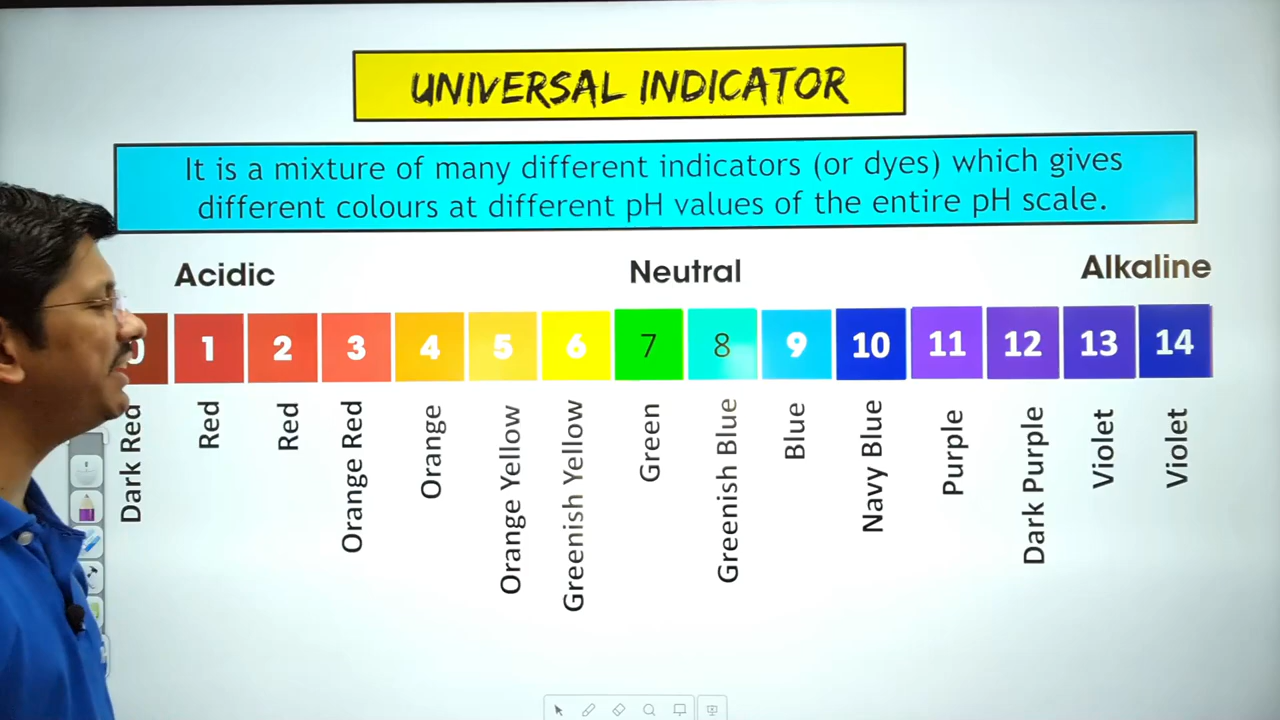 UNIVERSAL INDICATOR
It is a mixture of many different indicators (or dyes) which gives
different colours at different pH values of the entire pH scale.
Acidic Neutral Alkaline
0 1 2 3 4 5 6 7 8 9 10 11 12 13 14
Dark Red
Red
Red
Orange Red
Orange
Orange Yellow
Greenish Yellow
Green
Greenish Blue
Blue
Navy Blue
Purple
Dark Purple
Violet
Violet